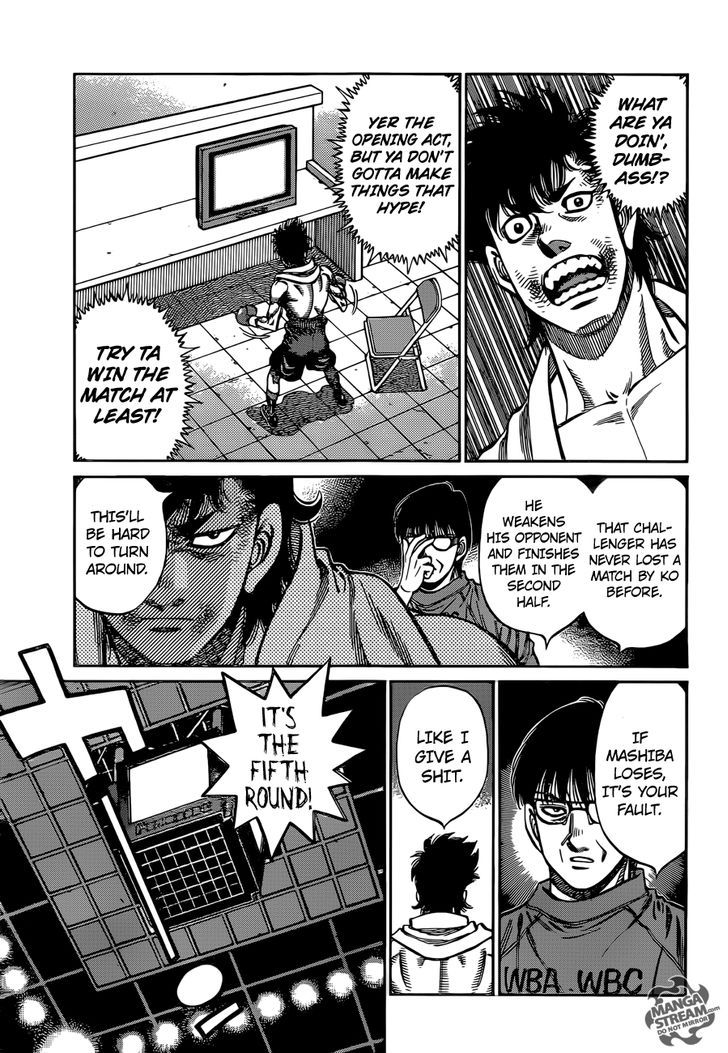 WHAT
ARE YA
DOIN',
DUMB-
ASS!?
YER THE
OPENING ACT,
BUT YA DON'T
GOTTA MAKE
THINGS THAT
HYPE!
TRY TA
WIN THE
MATCH AT
LEAST!
THAT CHAL-
LENGER HAS
NEVER LOST A
MATCH BY KO
BEFORE.
HE
WEAKENS
HIS OPPONENT
AND FINISHES
THEM IN THE
SECOND
HALF.
THIS'LL
BE HARD
TO TURN
AROUND.
IF
MASHIBA
LOSES,
IT'S YOUR
FAULT.
WBA WBC
LIKE I
GIVE A
SHIT.
IT'S
THE
FIFTH
ROUND!
MANGA
STREAM.com
DO NOT MIRROR